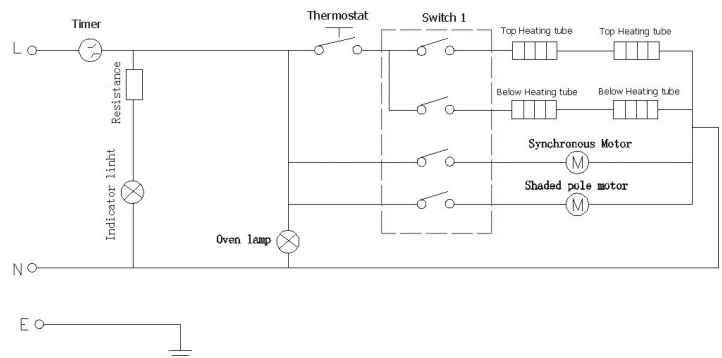 Thermostat
Switch 1
Timer
Top Heating tube
Top Heating tube
L
Resistance
Below Heating tube
Below Heating tube
Synchronous Motor
M
Indicator linht
Shaded pole motor
M
Oven lamp
N
E